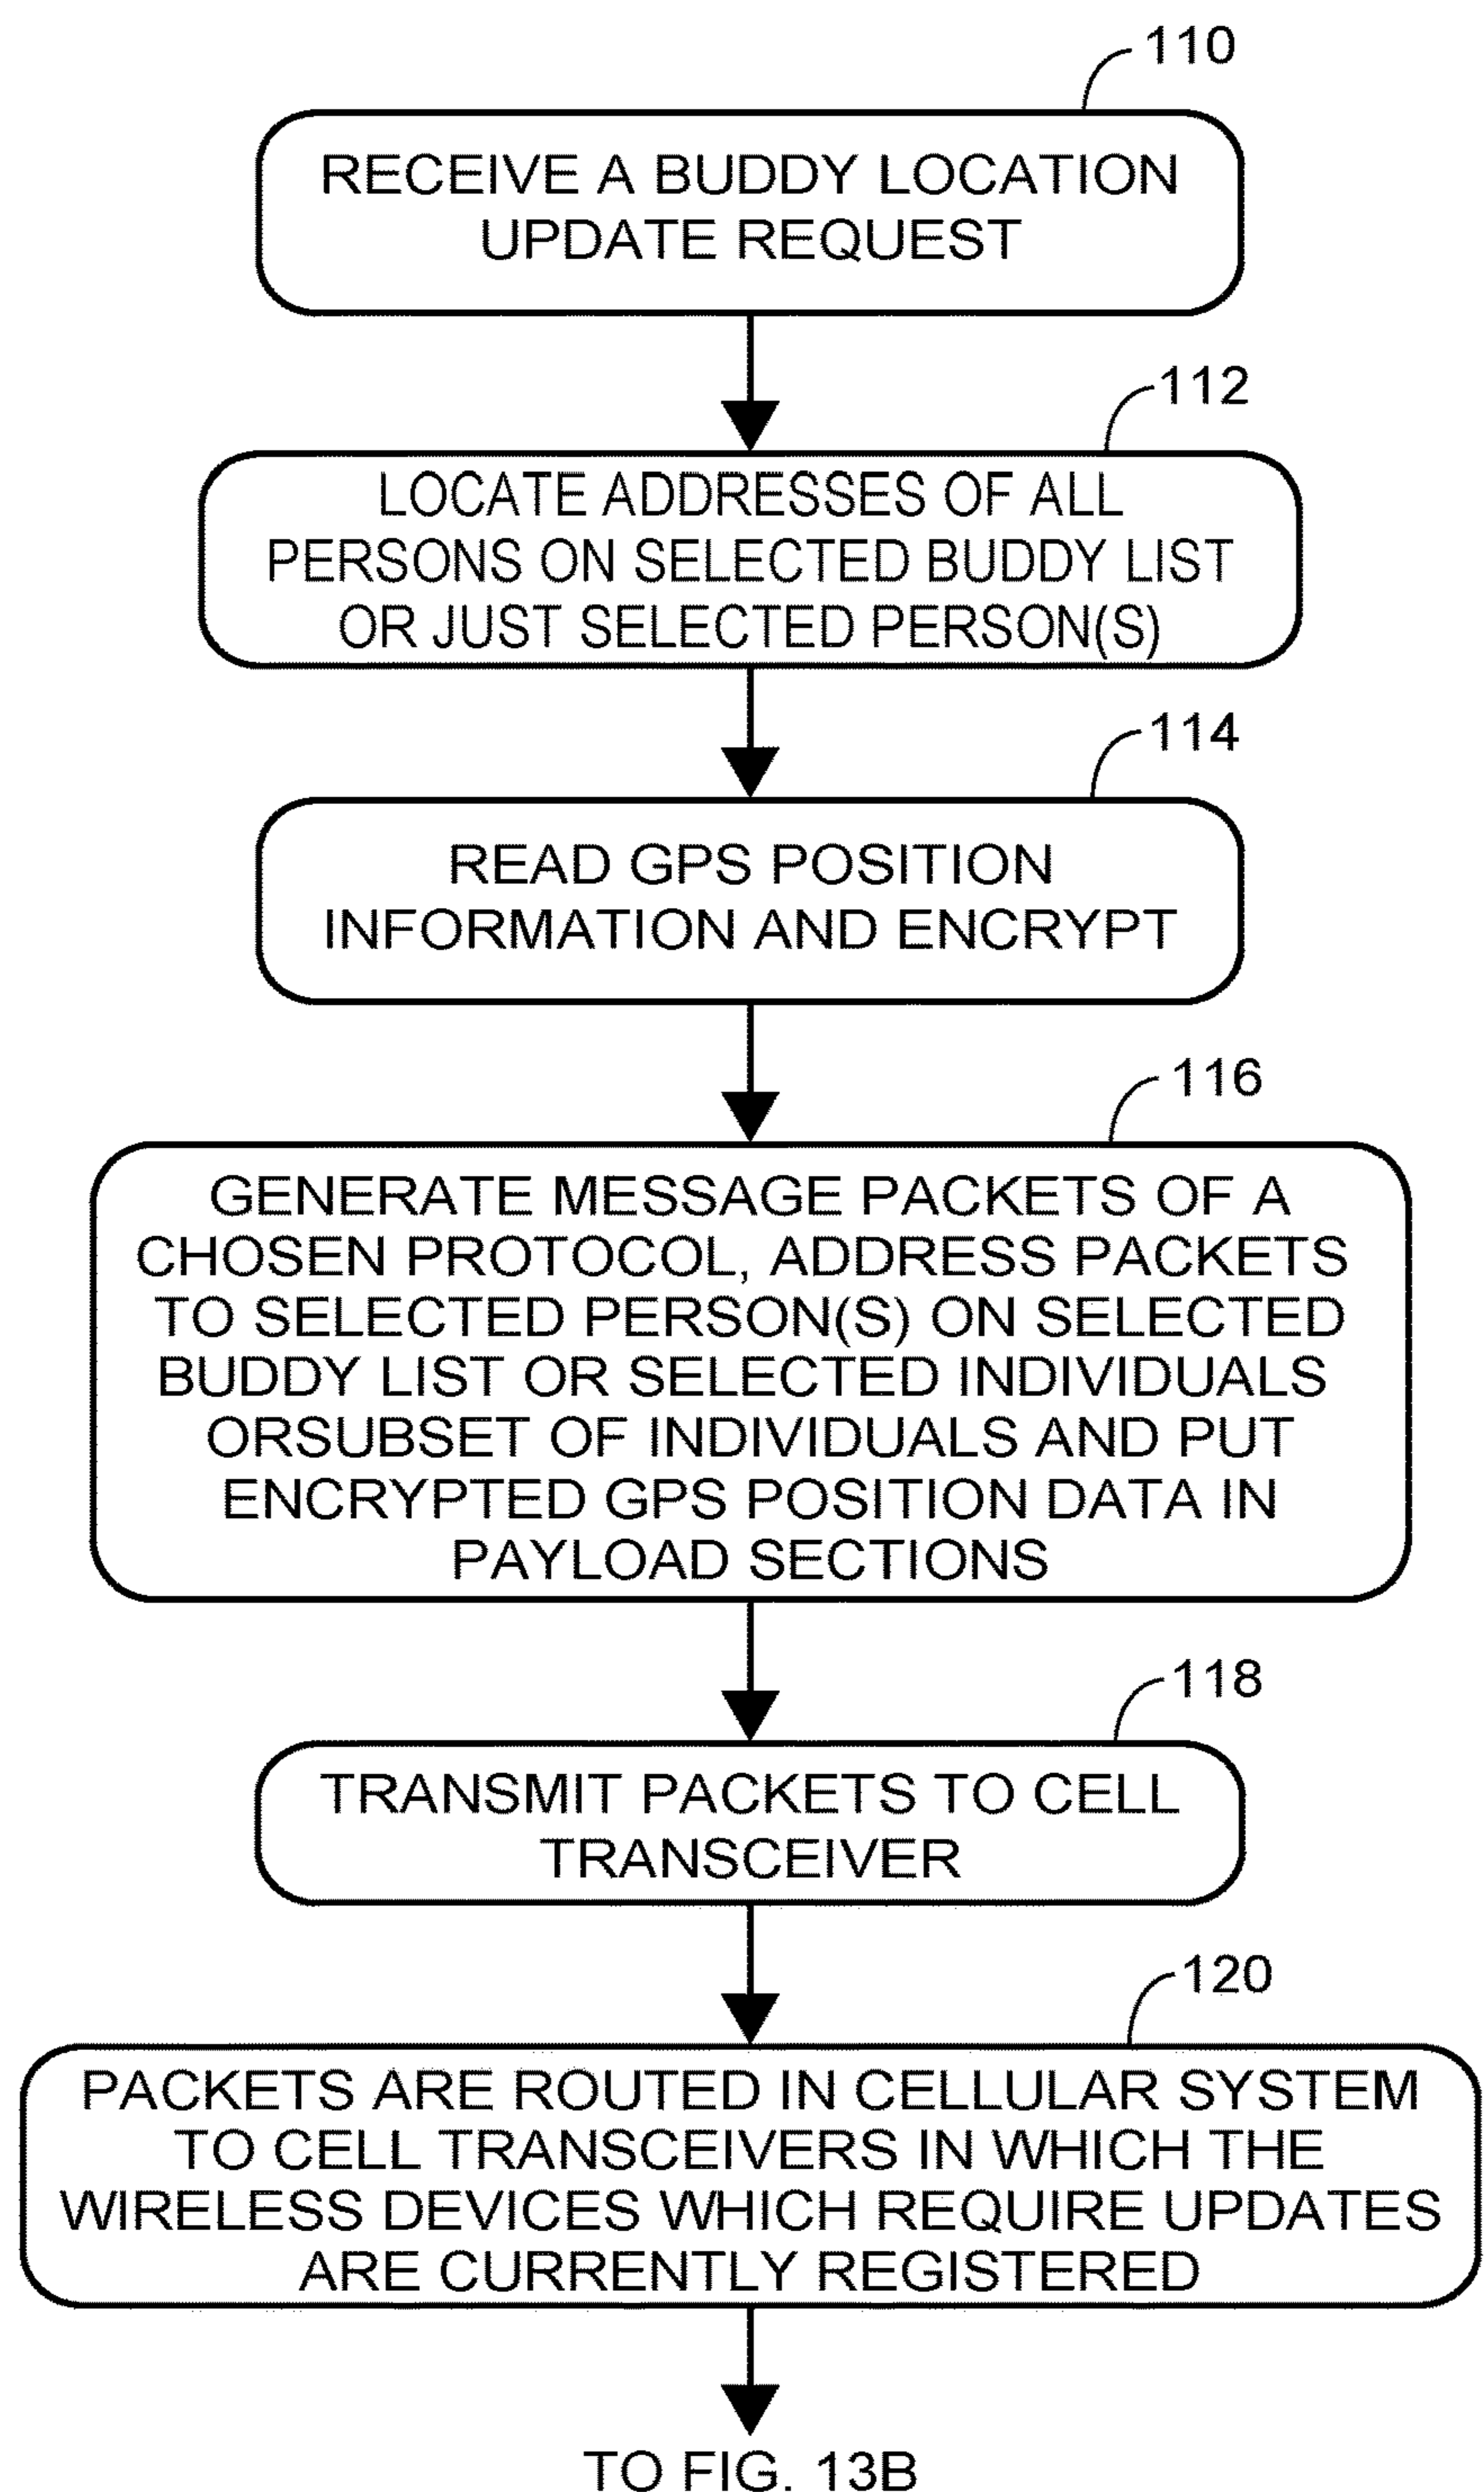 110
RECEIVE A BUDDY LOCATION
UPDATE REQUEST
112
LOCATE ADDRESSES OF ALL
PERSONS ON SELECTED BUDDY LIST
OR JUST SELECTED PERSON(S)
114
READ GPS POSITION
INFORMATION AND ENCRYPT
116
GENERATE MESSAGE PACKETS OF A
CHOSEN PROTOCOL, ADDRESS PACKETS
TO SELECTED PERSON(S) ON SELECTED
BUDDY LIST OR SELECTED INDIVIDUALS
ORSUBSET OF INDIVIDUALS AND PUT
ENCRYPTED GPS POSITION DATA IN
PAYLOAD SECTIONS
118
TRANSMIT PACKETS TO CELL
TRANSCEIVER
120
PACKETS ARE ROUTED IN CELLULAR SYSTEM
TO CELL TRANSCEIVERS IN WHICH THE
WIRELESS DEVICES WHICH REQUIRE UPDATES
ARE CURRENTLY REGISTERED
TO FIG. 13B